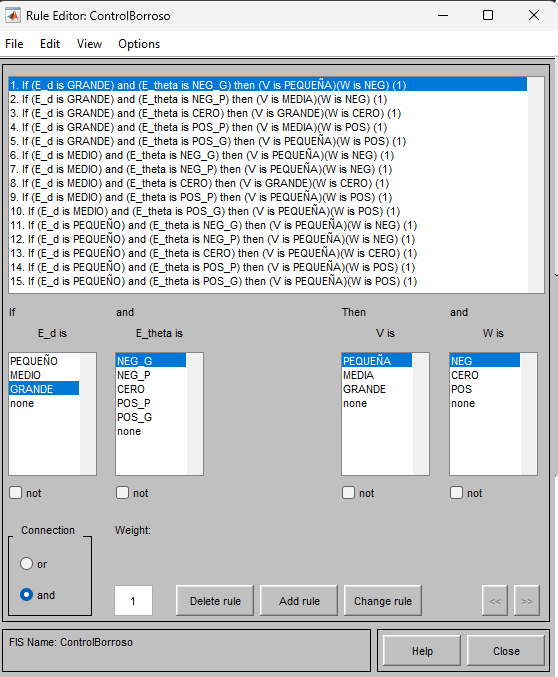 Rule Editor: ControlBorroso
File Edit View Options
1. If (E_d is GRANDE) and (E_theta is NEG_G) then (V is PEQUEÑA)(W is NEG) (1)
2. If (E_d is GRANDE) and (E_theta is NEG_P) then (V is MEDIA)(W is NEG) (1)
3. If (E_d is GRANDE) and (E_theta is CERO) then (V is GRANDE)(W is CERO) (1)
4. If (E_d is GRANDE) and (E_theta is POS_P) then (V is MEDIA)(W is POS) (1)
5. If (E_d is GRANDE) and (E_theta is POS_G) then (V is PEQUEÑA)(W is POS) (1)
6. If (E_d is MEDIO) and (E_theta is NEG_G) then (V is PEQUEÑA)(W is NEG) (1)
7. If (E_d is MEDIO) and (E_theta is NEG_P) then (V is PEQUEÑA)(W is NEG) (1)
8. If (E_d is MEDIO) and (E_theta is CERO) then (V is GRANDE)(W is CERO) (1)
9. If (E_d is MEDIO) and (E_theta is POS_P) then (V is PEQUEÑA)(W is POS) (1)
10. If (E_d is MEDIO) and (E_theta is POS_G) then (V is PEQUEÑA)(W is POS) (1)
11. If (E_d is PEQUEÑO) and (E_theta is NEG_G) then (V is PEQUEÑA)(W is NEG) (1)
12. If (E_d is PEQUEÑO) and (E_theta is NEG_P) then (V is PEQUEÑA)(W is NEG) (1)
13. If (E_d is PEQUEÑO) and (E_theta is CERO) then (V is PEQUEÑA)(W is CERO) (1)
14. If (E_d is PEQUEÑO) and (E_theta is POS_P) then (V is PEQUEÑA)(W is POS) (1)
15. If (E_d is PEQUEÑO) and (E_theta is POS_G) then (V is PEQUEÑA)(W is POS) (1)
If and Then and
E_d is E_theta is V is W is
PEQUEÑO NEG_G PEQUEÑA NEG
MEDIO NEG_P MEDIA CERO
GRANDE CERO GRANDE POS
none POS_P none none
POS_G
none
not not not not
Connection Weight:
or
and 1 Delete rule Add rule Change rule << >>
FIS Name: ControlBorroso Help Close